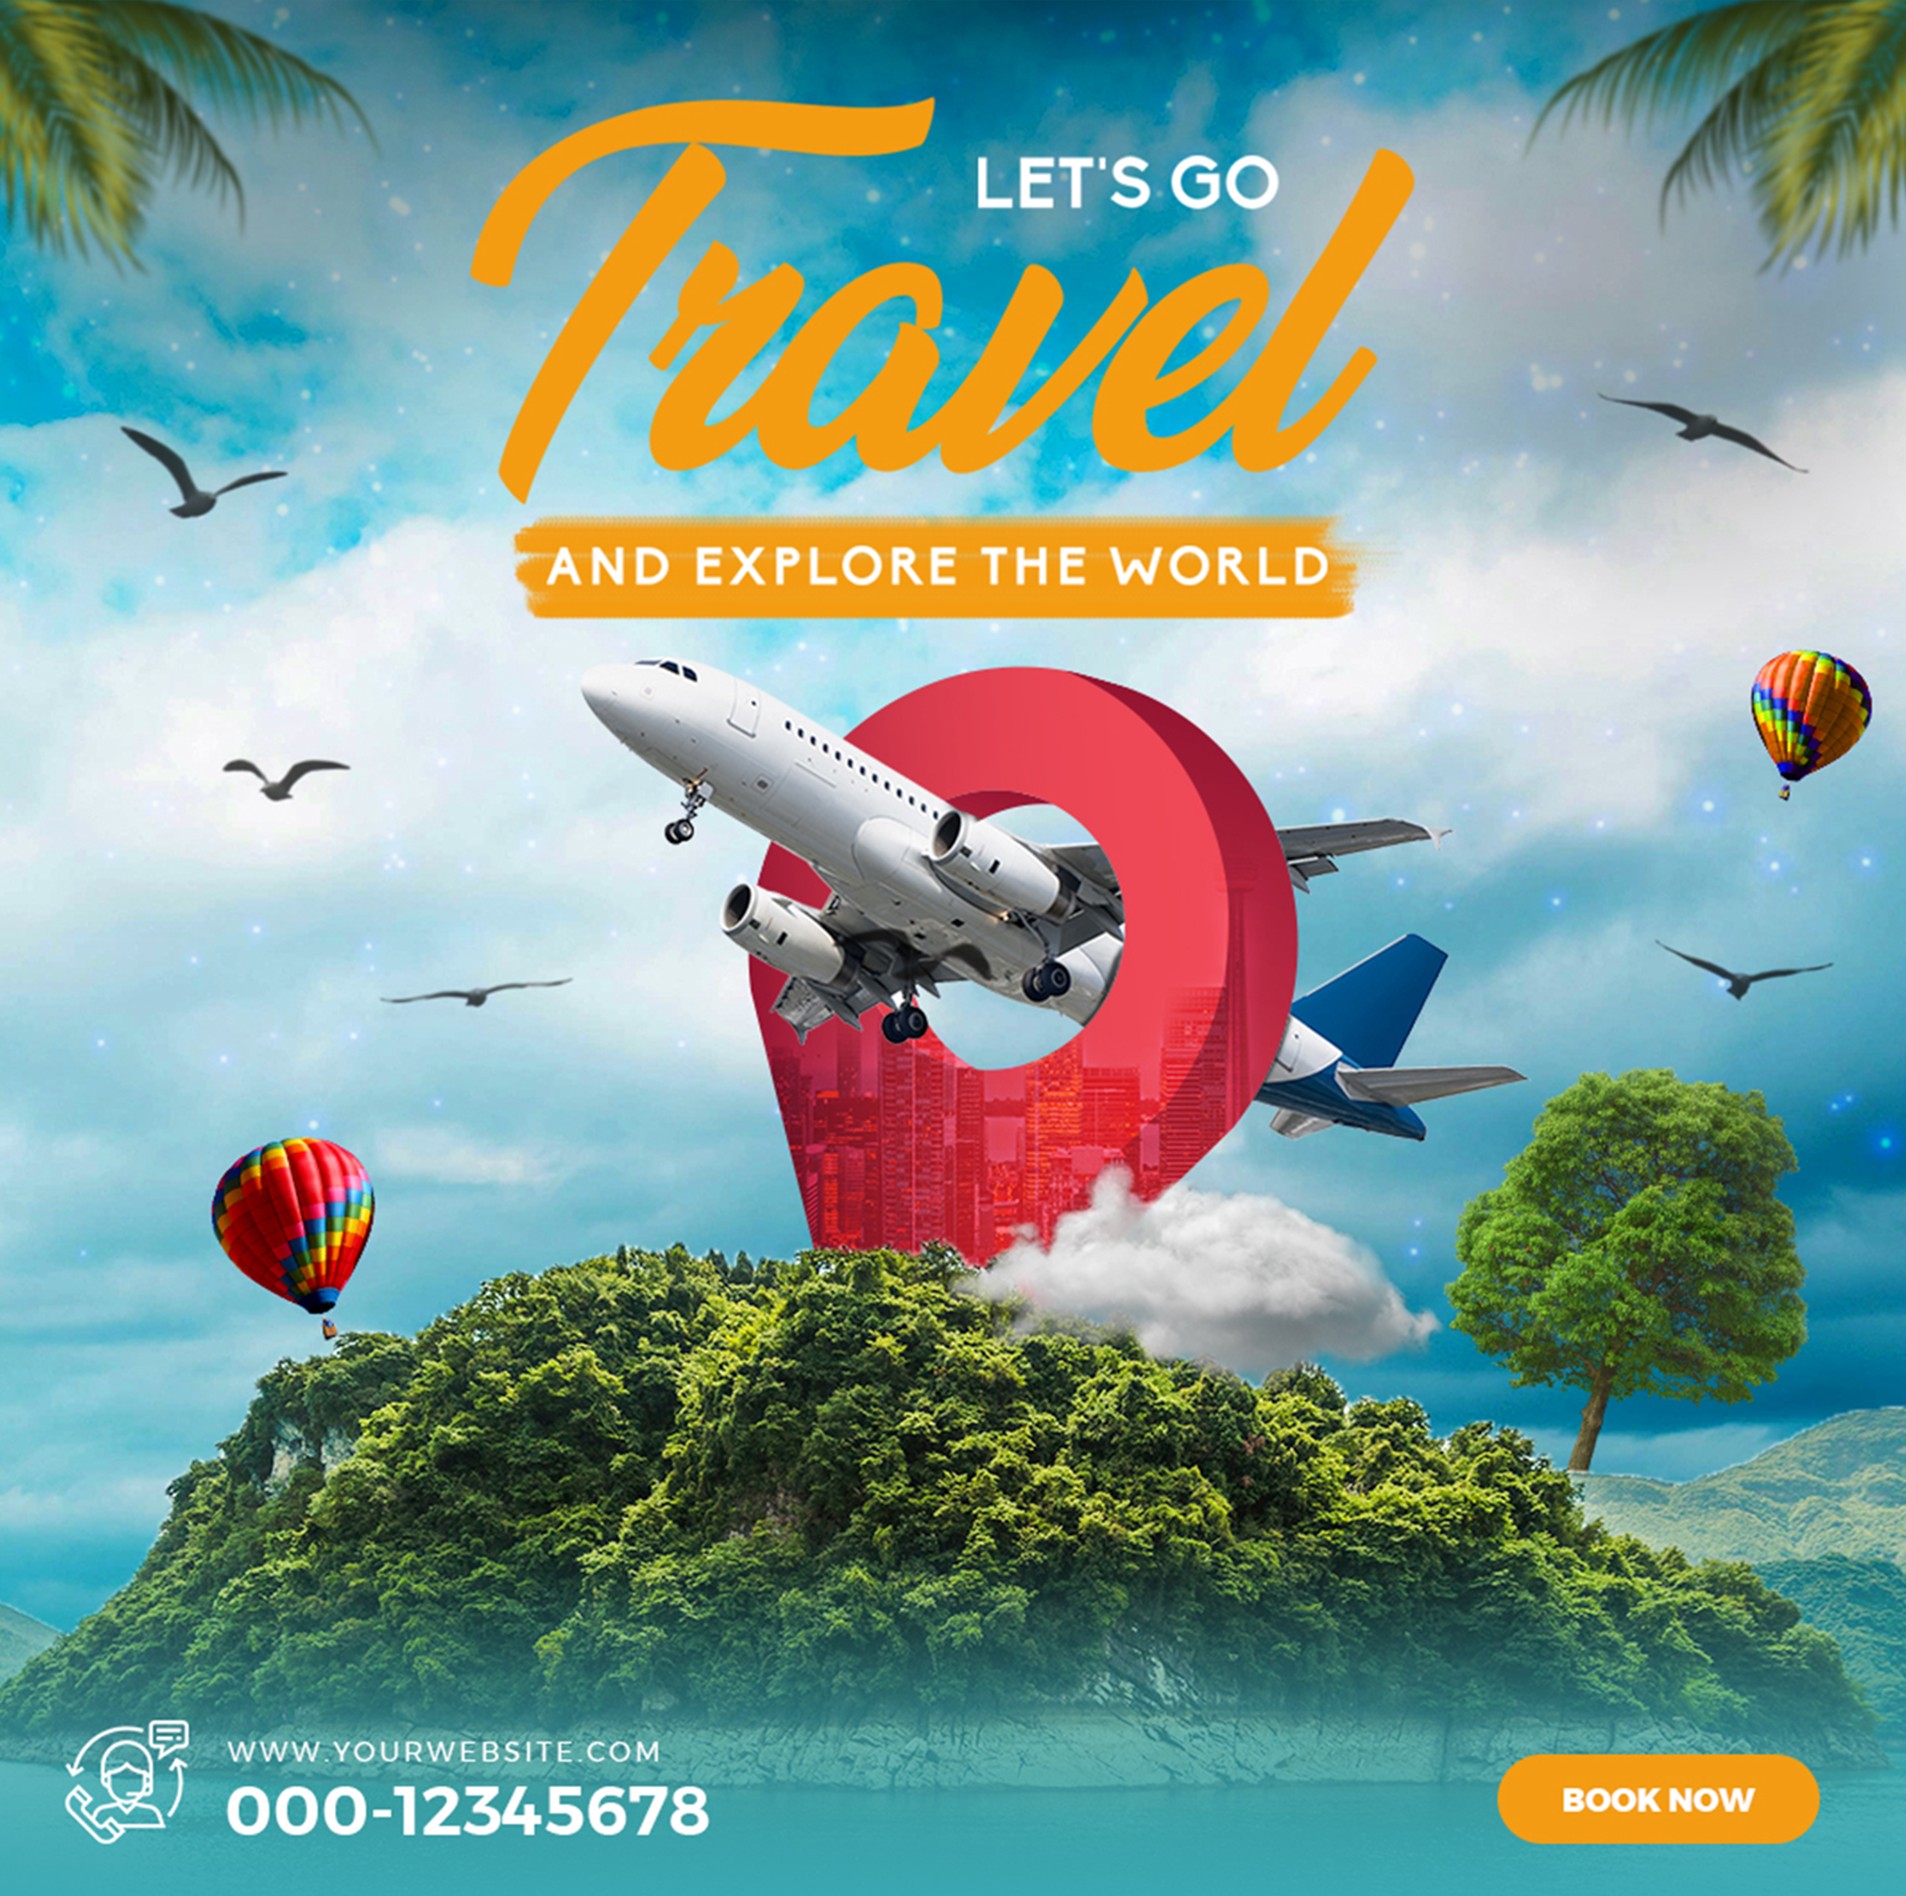 LET'S GO
Travel
AND EXPLORE THE WORLD
WWW.YOURWEBSITE.COM
000-12345678
BOOK NOW